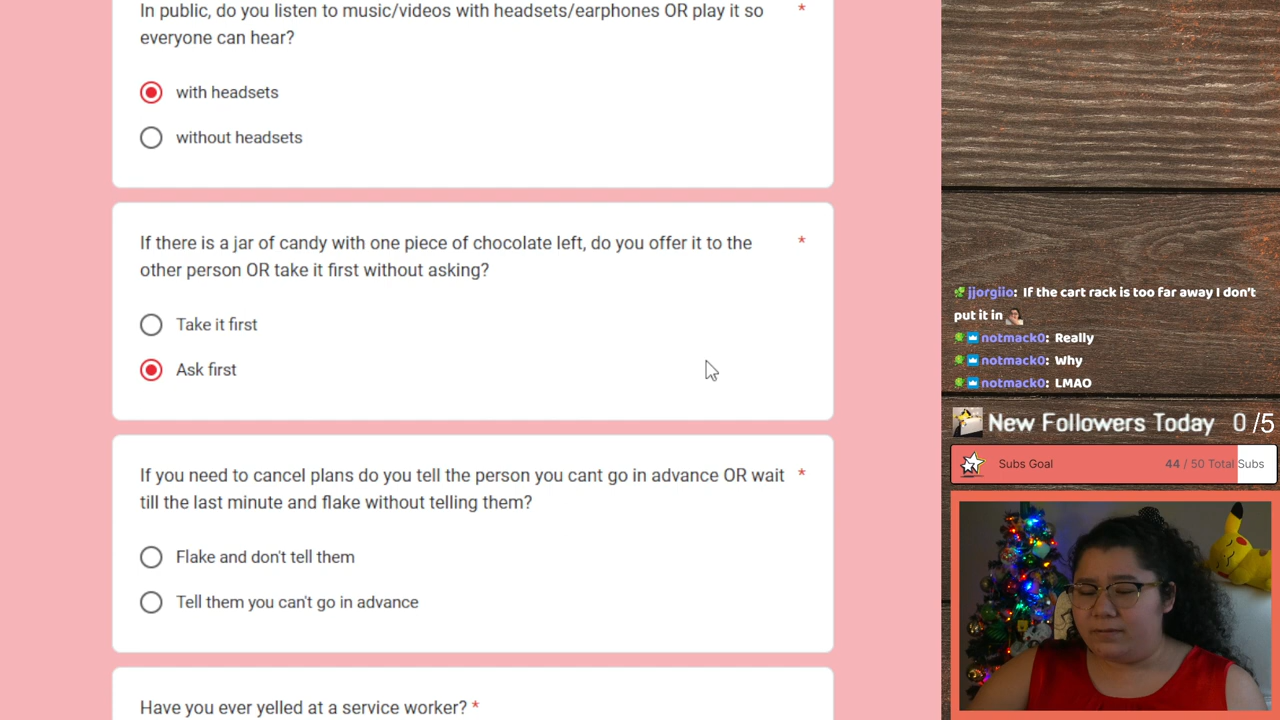 In public, do you listen to music/videos with headsets/earphones OR play it so *
everyone can hear?
with headsets
without headsets
If there is a jar of candy with one piece of chocolate left, do you offer it to the *
other person OR take it first without asking?
Take it first
Ask first
If you need to cancel plans do you tell the person you cant go in advance OR wait *
till the last minute and flake without telling them?
Flake and don't tell them
Tell them you can't go in advance
Have you ever yelled at a service worker? *
jjorgiio: If the cart rack is too far away I don't
put it in
notmack0: Really
notmack0: Why
notmack0: LMAO
New Followers Today 0 /5
Subs Goal 44 / 50 Total Subs